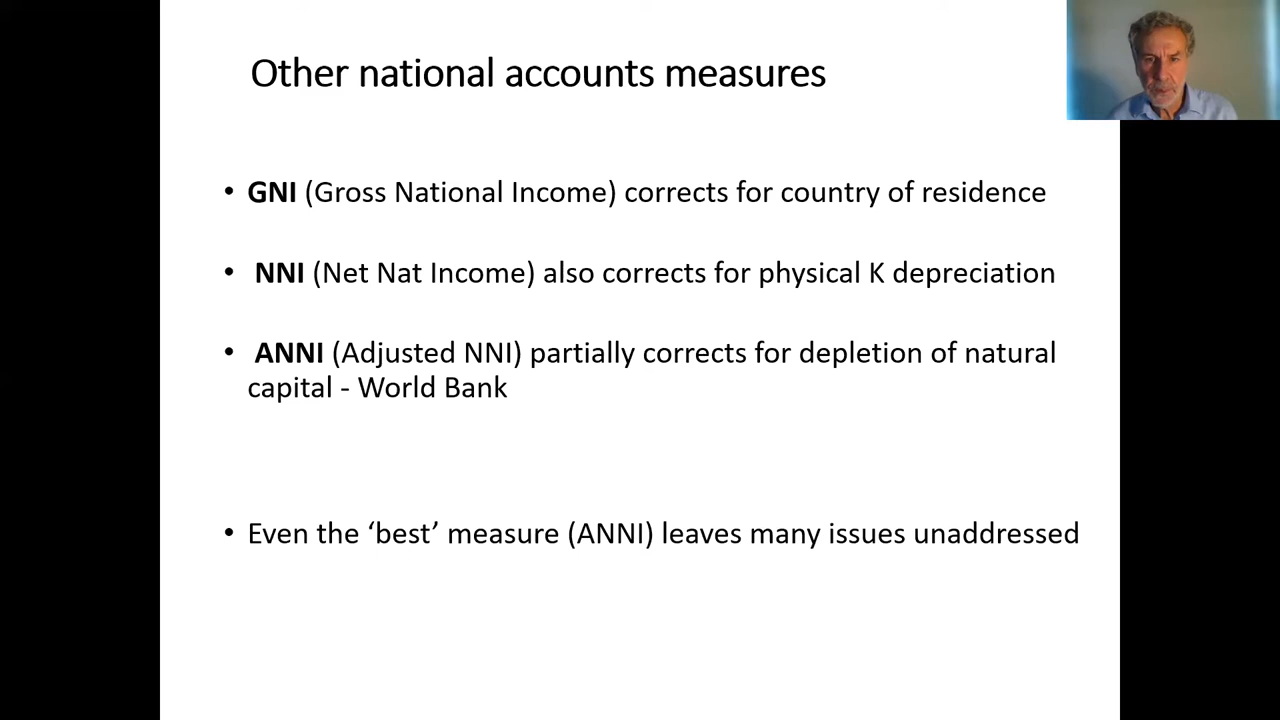 Other national accounts measures
• GNI (Gross National Income) corrects for country of residence
• NNI (Net Nat Income) also corrects for physical K depreciation
• ANNI (Adjusted NNI) partially corrects for depletion of natural
capital - World Bank
• Even the ‘best’ measure (ANNI) leaves many issues unaddressed